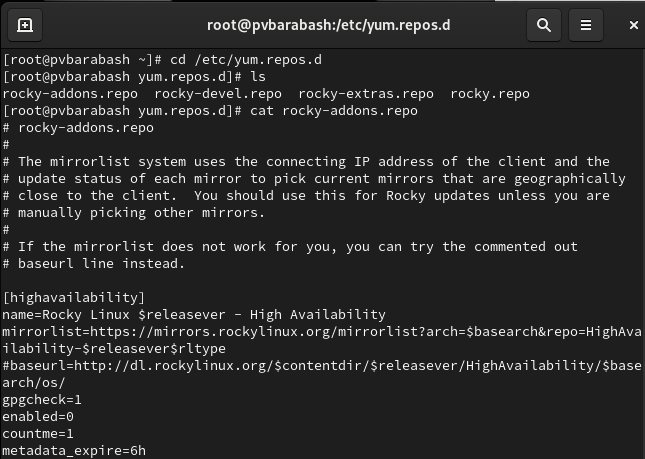 root@pvbarabash:/etc/yum.repos.d
[root@pvbarabash ~]# cd /etc/yum.repos.d
[root@pvbarabash yum.repos.d]# ls
rocky-addons.repo  rocky-devel.repo  rocky-extras.repo  rocky.repo
[root@pvbarabash yum.repos.d]# cat rocky-addons.repo
# rocky-addons.repo
#
# The mirrorlist system uses the connecting IP address of the client and the
# update status of each mirror to pick current mirrors that are geographically
# close to the client.  You should use this for Rocky updates unless you are
# manually picking other mirrors.
#
# If the mirrorlist does not work for you, you can try the commented out
# baseurl line instead.

[highavailability]
name=Rocky Linux $releasever - High Availability
mirrorlist=https://mirrors.rockylinux.org/mirrorlist?arch=$basearch&repo=HighAva
ilability-$releasever$rltype
#baseurl=http://dl.rockylinux.org/$contentdir/$releasever/HighAvailability/$base
arch/os/
gpgcheck=1
enabled=0
countme=1
metadata_expire=6h